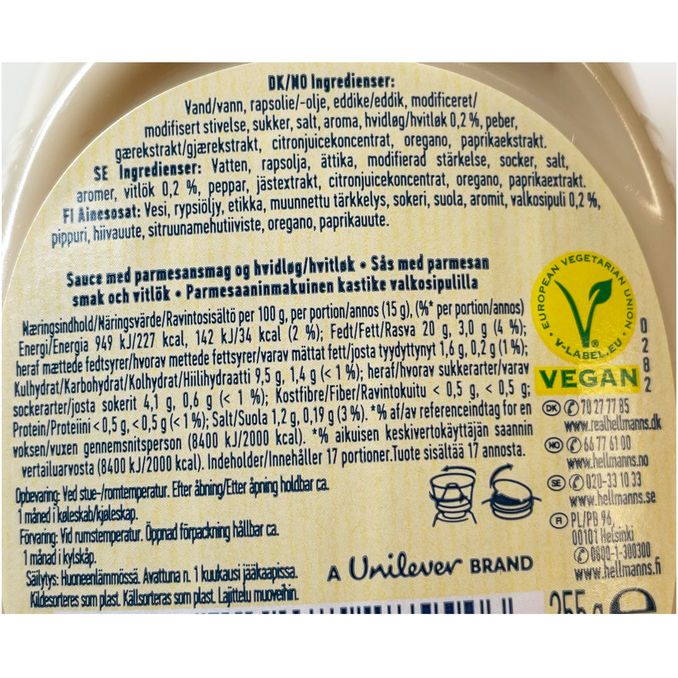 DK/NO Ingredienser:
Vand/vann, rapsolie/-olje, eddike/eddik, modificeret/
modifisert stivelse, sukker, salt, aroma, hvidløg/hvitløk 0,2 %, peber,
gærekstrakt/gjærekstrakt, citronjuicekoncentrat, oregano, paprikaekstrakt.
SE Ingredienser: Vatten, rapsolja, ättika, modifierad stärkelse, socker, salt,
aromer, vitlök 0,2 %, peppar, jästextrakt, citronjuicekoncentrat, oregano, paprikaextrakt.
FI Ainesosat: Vesi, rypsiöljy, etikka, muunnettu tärkkelys, sokeri, suola, aromit, valkosipuli 0,2 %,
pippuri, hiivauute, sitruunamehutiiviste, oregano, paprikauute.
Sauce med parmesansmag og hvidløg/hvitløk • Sås med parmesan
smak och vitlök • Parmesaaninmakuinen kastike valkosipulilla
Næringsindhold/Näringsvärde/Ravintosisältö per 100 g, per portion/annos (15 g), (%* per portion/annos)
Energi/Energia 949 kJ/227 kcal, 142 kJ/34 kcal (2 %); Fedt/Fett/Rasva 20 g, 3,0 g (4 %);
heraf mættede fedtsyrer/hvorav mettede fettsyrer/varav mättat fett/josta tyydyttynyt 1,6 g, 0,2 g (1 %);
Kulhydrat/Karbohydrat/Kolhydrat/Hiilihydraatti 9,5 g, 1,4 g (< 1 %); heraf/hvorav sukkerarter/varav
sockerarter/josta sokerit 4,1 g, 0,6 g (< 1 %); Kostfibre/Fiber/Ravintokuitu < 0,5 g, < 0,5 g;
Protein/Proteiini < 0,5 g, < 0,5 g (< 1 %); Salt/Suola 1,2 g, 0,19 g (3 %). *% af/av referenceindtag for en
voksen/vuxen gennemsnitsperson (8400 kJ/2000 kcal). *% aikuisen keskivertokäyttäjän saannin
vertailuarvosta (8400 kJ/2000 kcal). Indeholder/Innehåller 17 portioner.Tuote sisältää 17 annosta.
Opbevaring: Ved stue-/romtemperatur. Efter åbning/Etter åpning holdbar ca.
1 måned i køleskab/kjøleskap.
Förvaring: Vid rumstemperatur. Öppnad förpackning hållbar ca.
1 månad i kylskåp.
Säilytys: Huoneenlämmössä. Avattuna n. 1 kuukausi jääkaapissa.
Kildesorteres som plast. Källsorteras som plast. Lajittelu muoveihin.
A Unilever BRAND
EUROPEAN VEGETARIAN UNION
V-LABEL.EU
VEGAN
0
2
8
2
DK 70 27 77 85
www.realhellmanns.dk
NO 66 77 61 00
www.hellmanns.no
SE 020-33 10 33
www.hellmanns.se
FI PL/PB 96,
00101 Helsinki
0800-1-300300
www.hellmanns.fi
255 g e